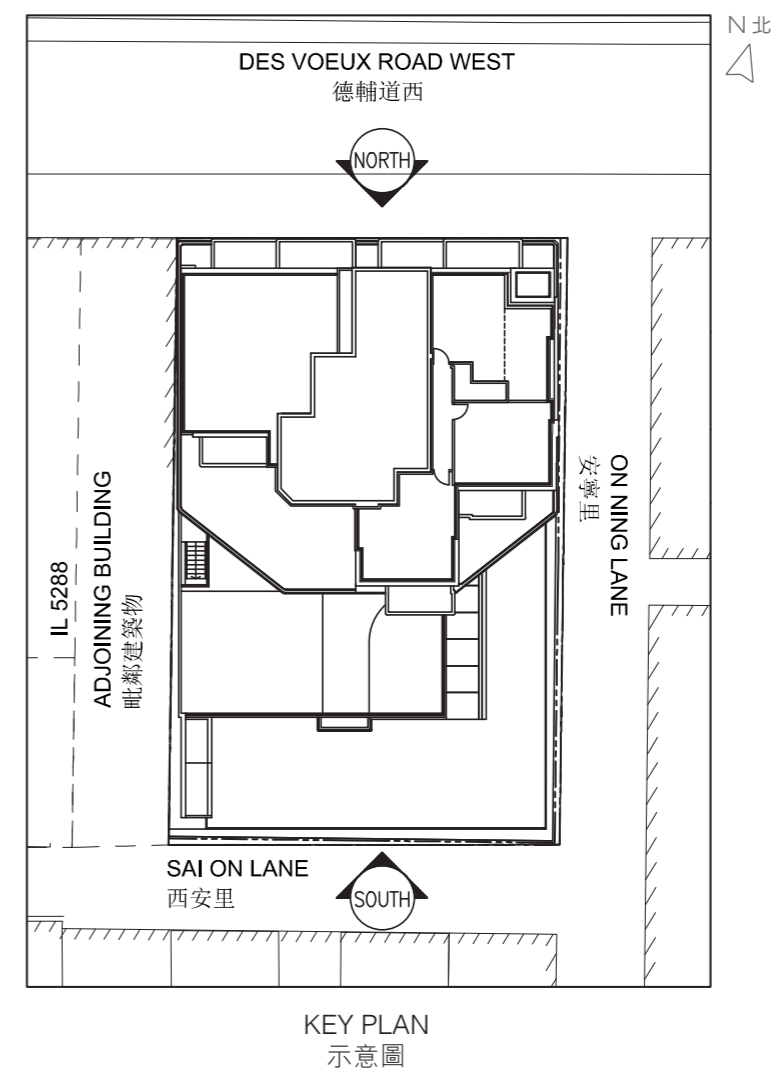 N 北
DES VOEUX ROAD WEST
德輔道西
NORTH
IL 5288
ADJOINING BUILDING
毗鄰建築物
ON NING LANE
安寧里
SAI ON LANE
西安里
SOUTH
KEY PLAN
示意圖